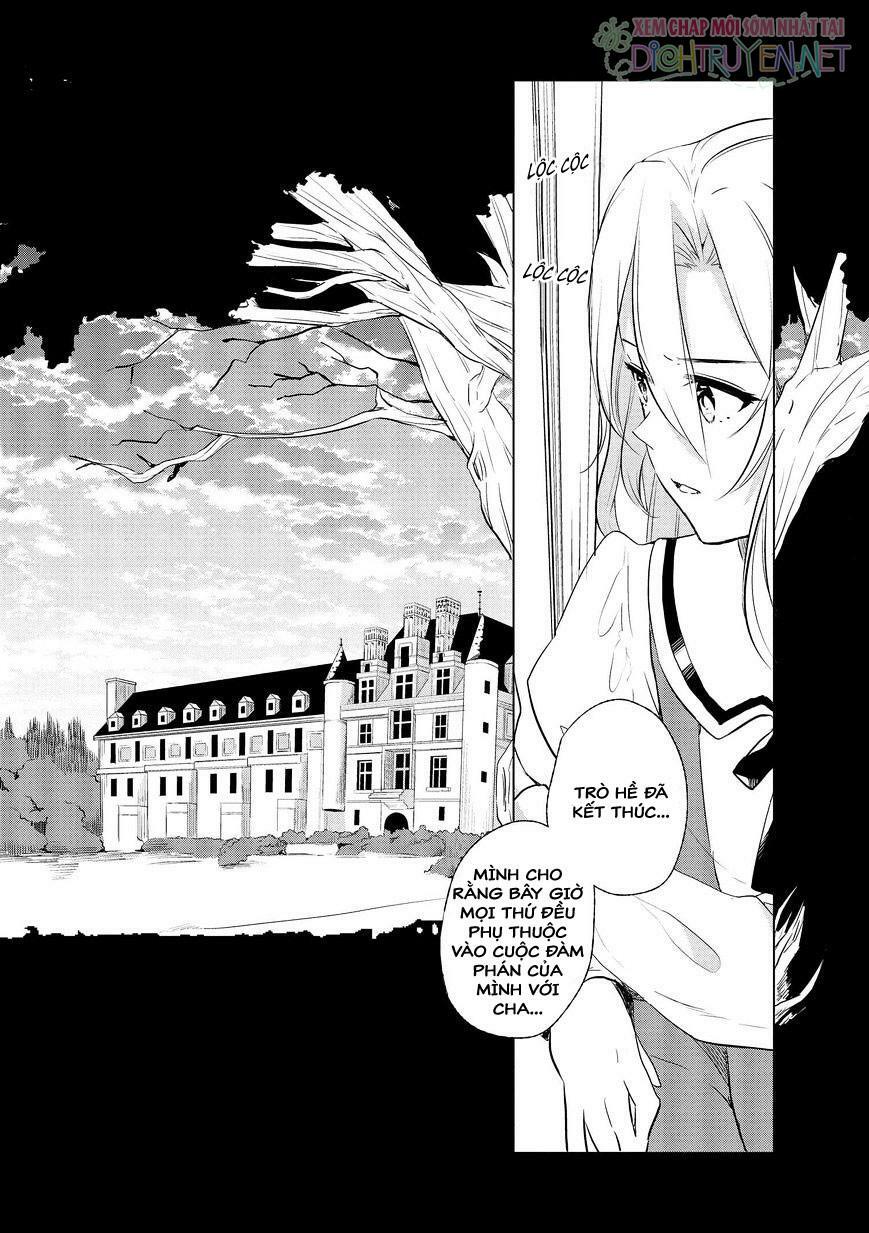 XEM CHAP MỚI SỚM NHẤT TẠI
DỊCHTRUYEN.NET
LỘC CỘC
LỘC CỘC
TRÒ HỀ ĐÃ
KẾT THÚC...
MÌNH CHO
RẰNG BÂY GIỜ
MỌI THỨ ĐỀU
PHỤ THUỘC
VÀO CUỘC ĐÀM
PHÁN CỦA
MÌNH VỚI
CHA...